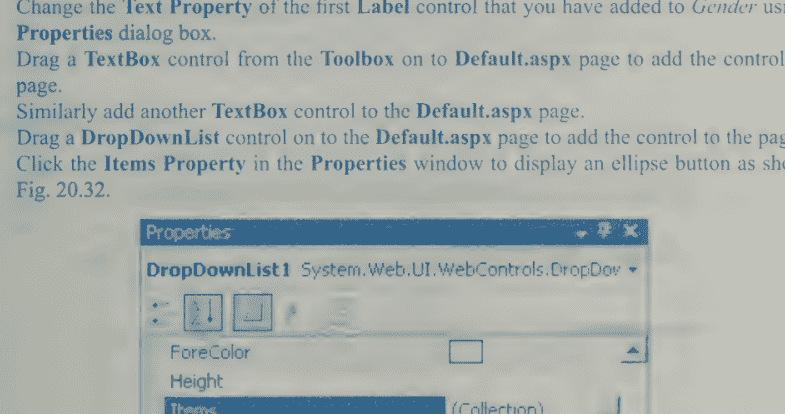 Change the Text Property of the first Label control that you have added to Gender usi
Properties dialog box.
Drag a TextBox control from the Toolbox on to Default.aspx page to add the control
page.
Similarly add another TextBox control to the Default.aspx page.
Drag a DropDownList control on to the Default.aspx page to add the control to the pag
Click the Items Property in the Properties window to display an ellipse button as sho
Fig. 20.32.
Properties
DropDownList1 System.Web.UI.WebControls.DropDov
ForeColor
Height
Items (Collection)